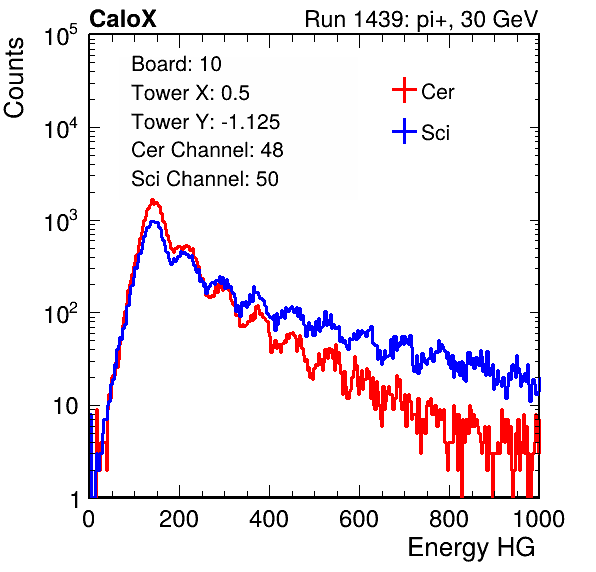 CaloX Run 1439: pi+, 30 GeV
Counts
Board: 10
Tower X: 0.5
Tower Y: -1.125
Cer Channel: 48
Sci Channel: 50
Cer
Sci
10^5
10^4
10^3
10^2
10
1
0 200 400 600 800 1000
Energy HG